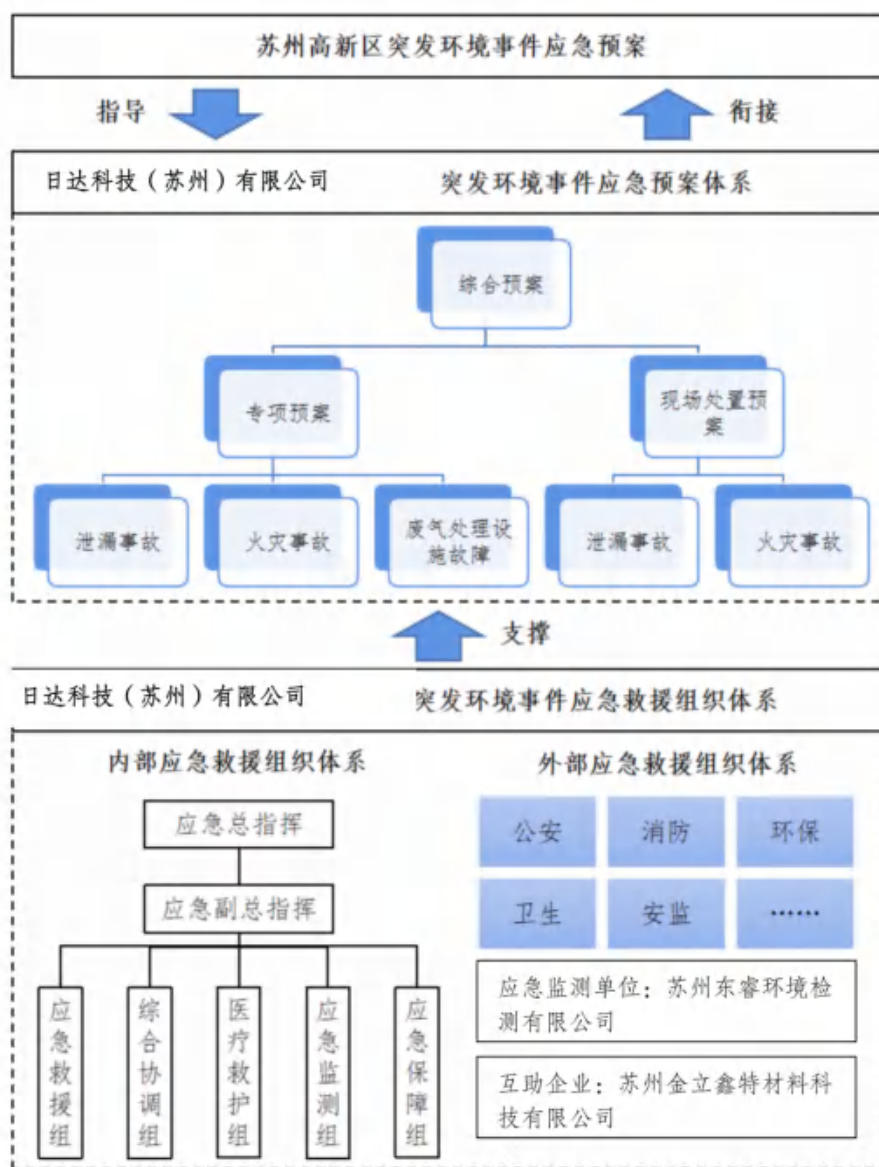 苏州高新区突发环境事件应急预案
指导
衔接
日达科技（苏州）有限公司 突发环境事件应急预案体系
综合预案
专项预案
现场处置预
案
泄漏事故
火灾事故
废气处理设
施故障
泄漏事故
火灾事故
支撑
日达科技（苏州）有限公司 突发环境事件应急救援组织体系
内部应急救援组织体系
应急总指挥
应急副总指挥
应急救援组
综合协调组
医疗救护组
应急监测组
应急保障组
外部应急救援组织体系
公安 消防 环保
卫生 安监 ……
应急监测单位：苏州东睿环境检
测有限公司
互助企业：苏州金立鑫特材料科
技有限公司